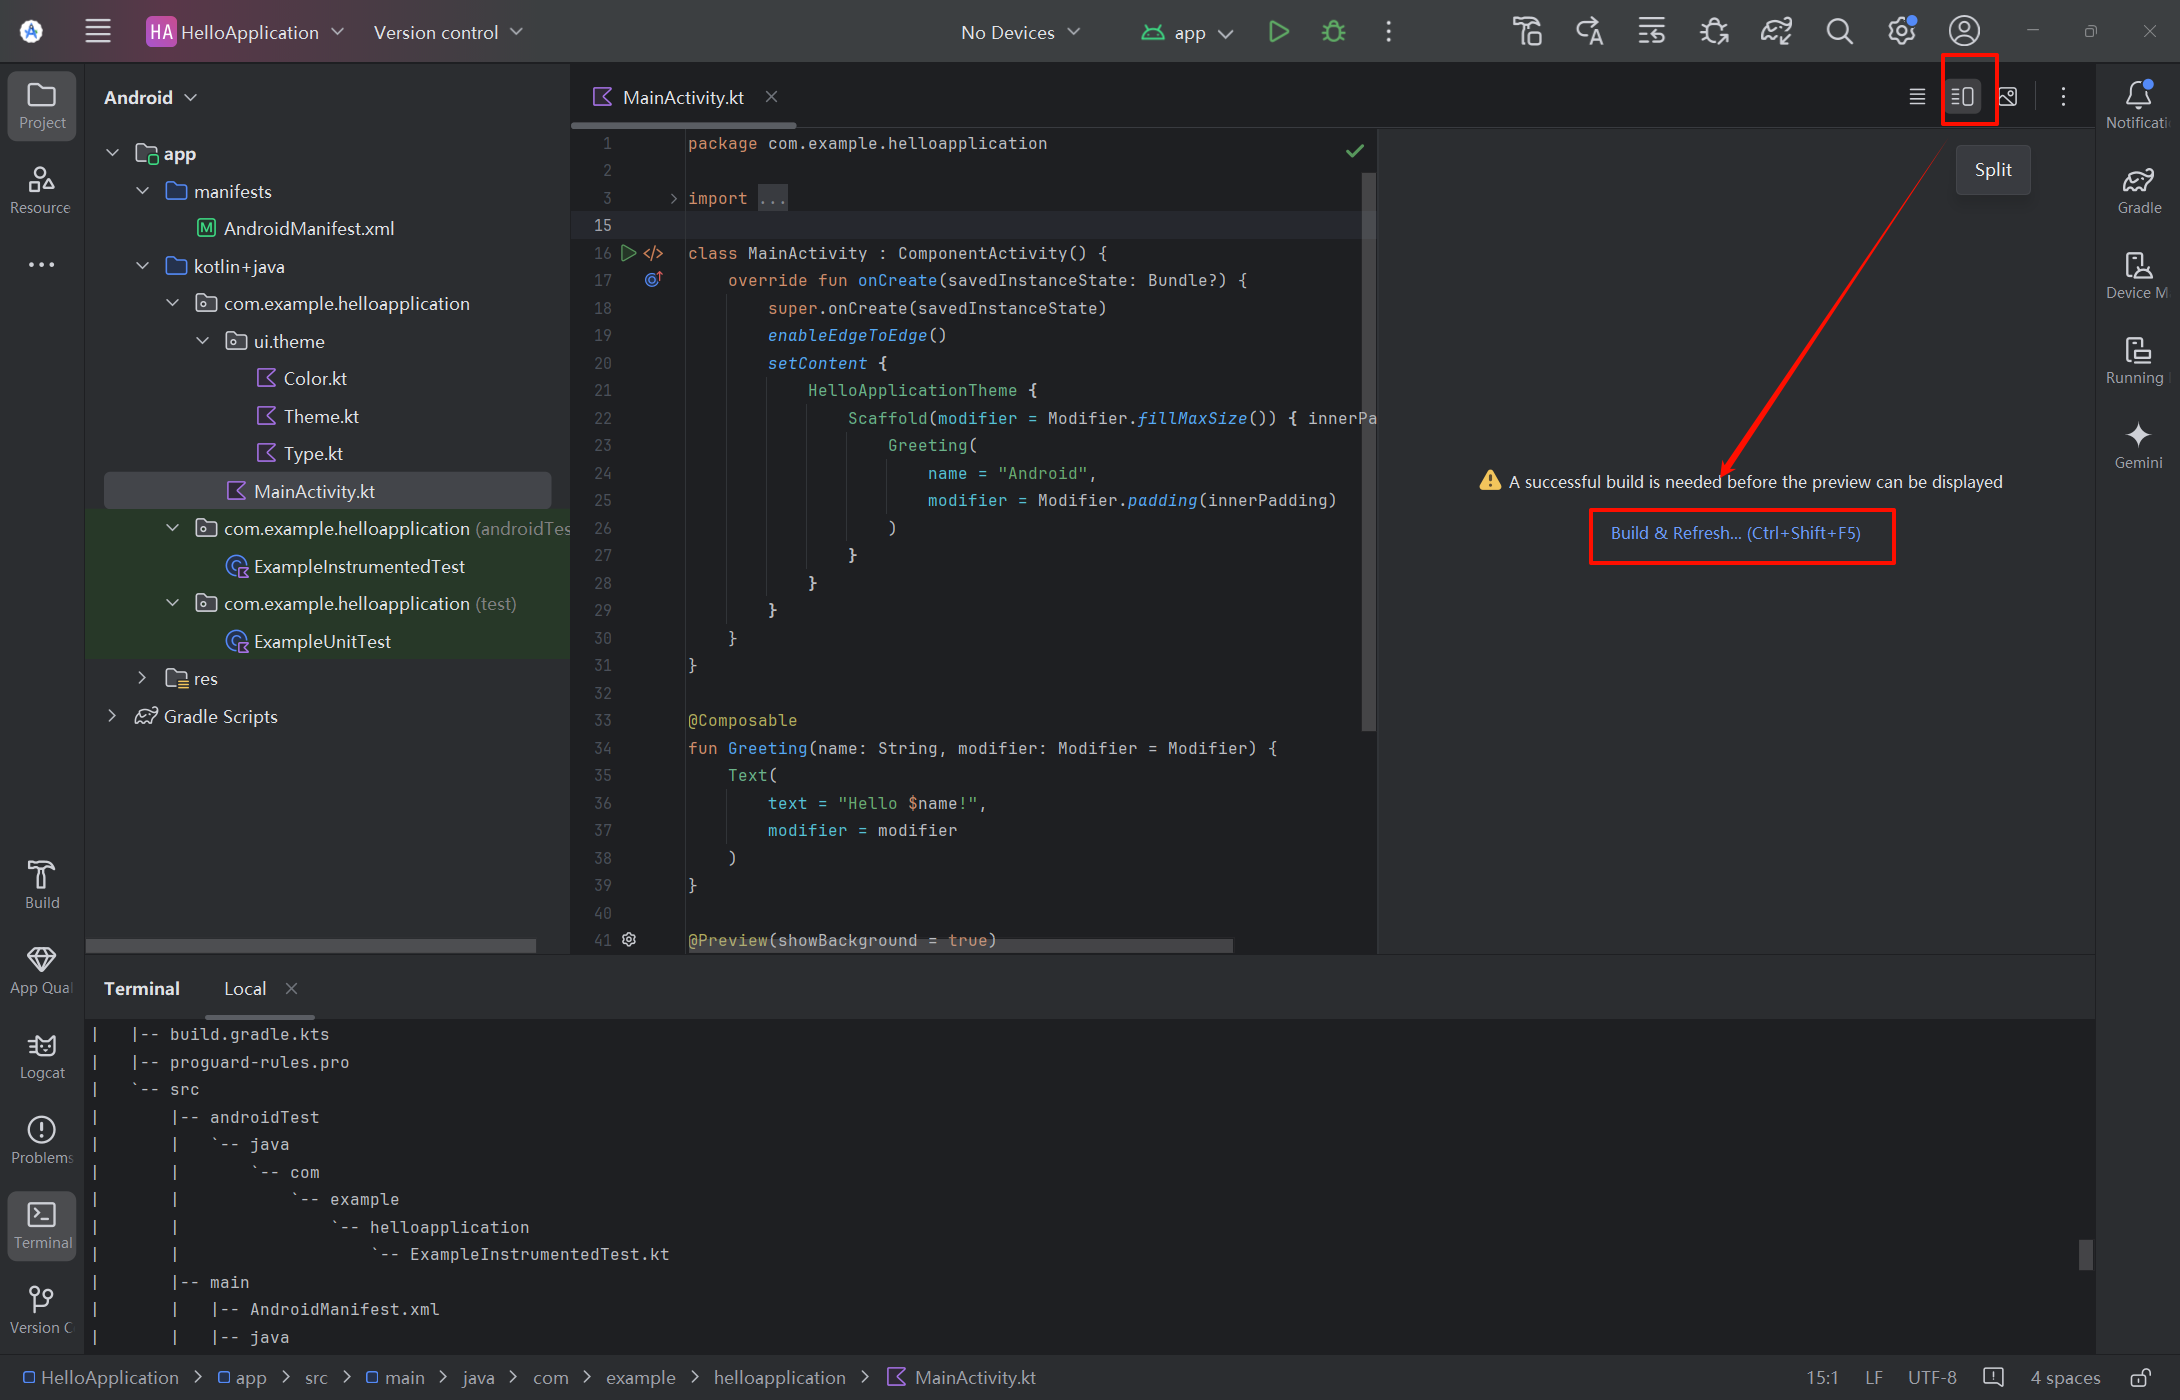 HA HelloApplication Version control No Devices app
Project
Resource
Build
App Qua
Logcat
Problems
Terminal
Version C
Android
app
manifests
AndroidManifest.xml
kotlin+java
com.example.helloapplication
ui.theme
Color.kt
Theme.kt
Type.kt
MainActivity.kt
com.example.helloapplication (androidTes
ExampleInstrumentedTest
com.example.helloapplication (test)
ExampleUnitTest
res
Gradle Scripts
MainActivity.kt
1 package com.example.helloapplication
2
3 import ...
15
16 class MainActivity : ComponentActivity() {
17 override fun onCreate(savedInstanceState: Bundle?) {
18 super.onCreate(savedInstanceState)
19 enableEdgeToEdge()
20 setContent {
21 HelloApplicationTheme {
22 Scaffold(modifier = Modifier.fillMaxSize()) { innerPa
23 Greeting(
24 name = "Android",
25 modifier = Modifier.padding(innerPadding)
26 )
27 }
28 }
29 }
30 }
31 }
32
33 @Composable
34 fun Greeting(name: String, modifier: Modifier = Modifier) {
35 Text(
36 text = "Hello $name!",
37 modifier = modifier
38 )
39 }
40
41 @Preview(showBackground = true)
Split
A successful build is needed before the preview can be displayed
Build & Refresh... (Ctrl+Shift+F5)
Notificati
Gradle
Device M
Running
Gemini
Terminal Local
| |-- build.gradle.kts
| |-- proguard-rules.pro
| `-- src
| |-- androidTest
| | `-- java
| | `-- com
| | `-- example
| | `-- helloapplication
| | `-- ExampleInstrumentedTest.kt
| |-- main
| | |-- AndroidManifest.xml
| | |-- java
HelloApplication > app > src > main > java > com > example > helloapplication > MainActivity.kt 15:1 LF UTF-8 4 spaces